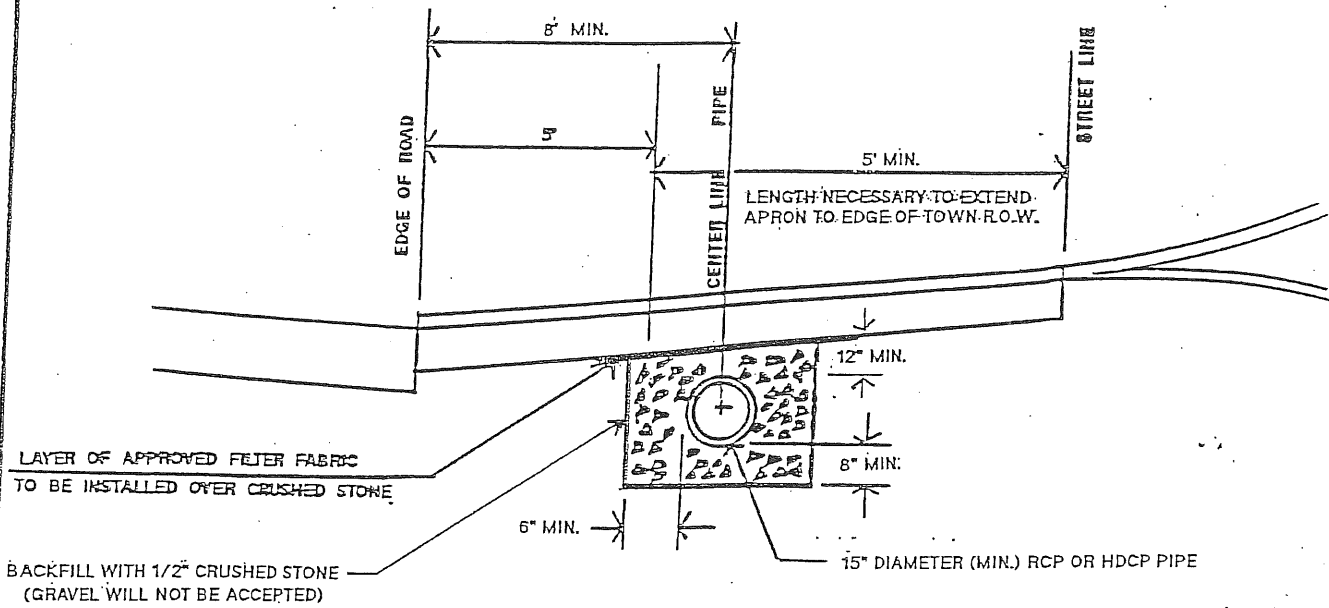 8' MIN.
EDGE OF ROAD
5'
CENTER LINE PIPE
STREET LINE
5' MIN.
LENGTH NECESSARY TO EXTEND
APRON TO EDGE OF TOWN R.O.W.
12" MIN.
LAYER OF APPROVED FILTER FABRIC
TO BE INSTALLED OVER CRUSHED STONE
8" MIN.
6" MIN.
15" DIAMETER (MIN.) RCP OR HDCP PIPE
BACKFILL WITH 1/2" CRUSHED STONE
(GRAVEL WILL NOT BE ACCEPTED)